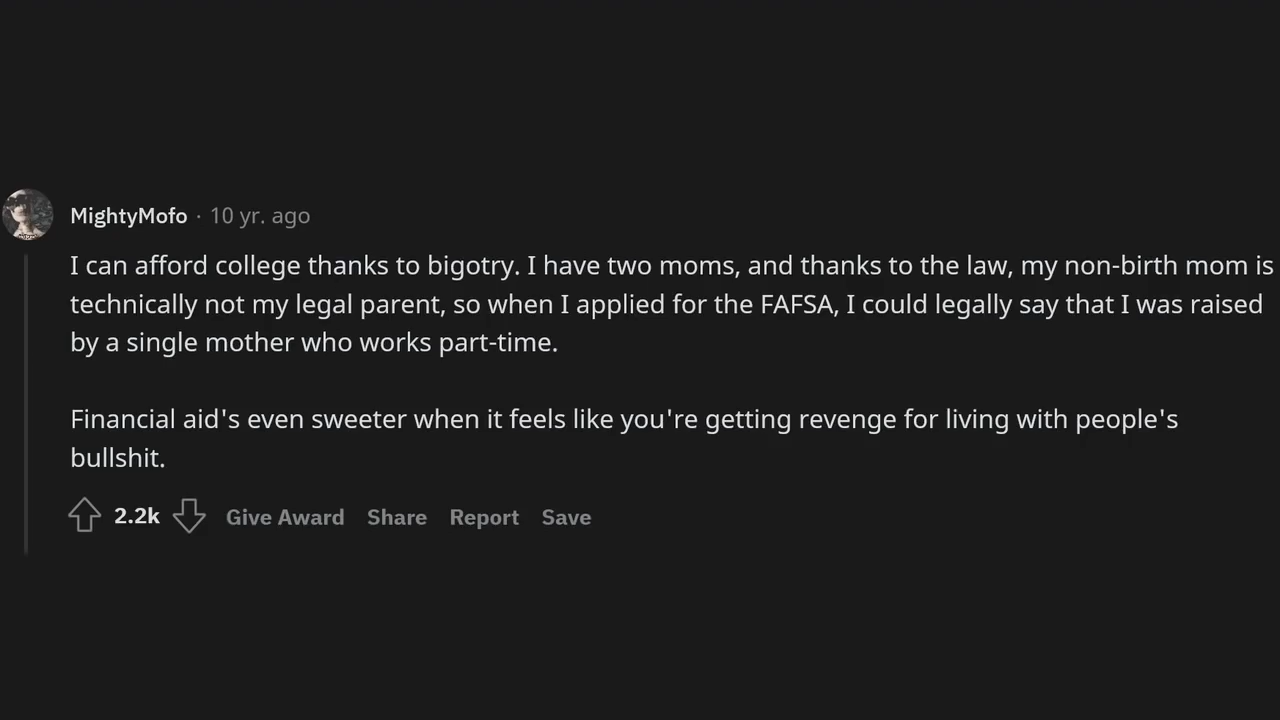 MightyMofo · 10 yr. ago
I can afford college thanks to bigotry. I have two moms, and thanks to the law, my non-birth mom is
technically not my legal parent, so when I applied for the FAFSA, I could legally say that I was raised
by a single mother who works part-time.
Financial aid's even sweeter when it feels like you're getting revenge for living with people's
bullshit.
2.2k Give Award Share Report Save